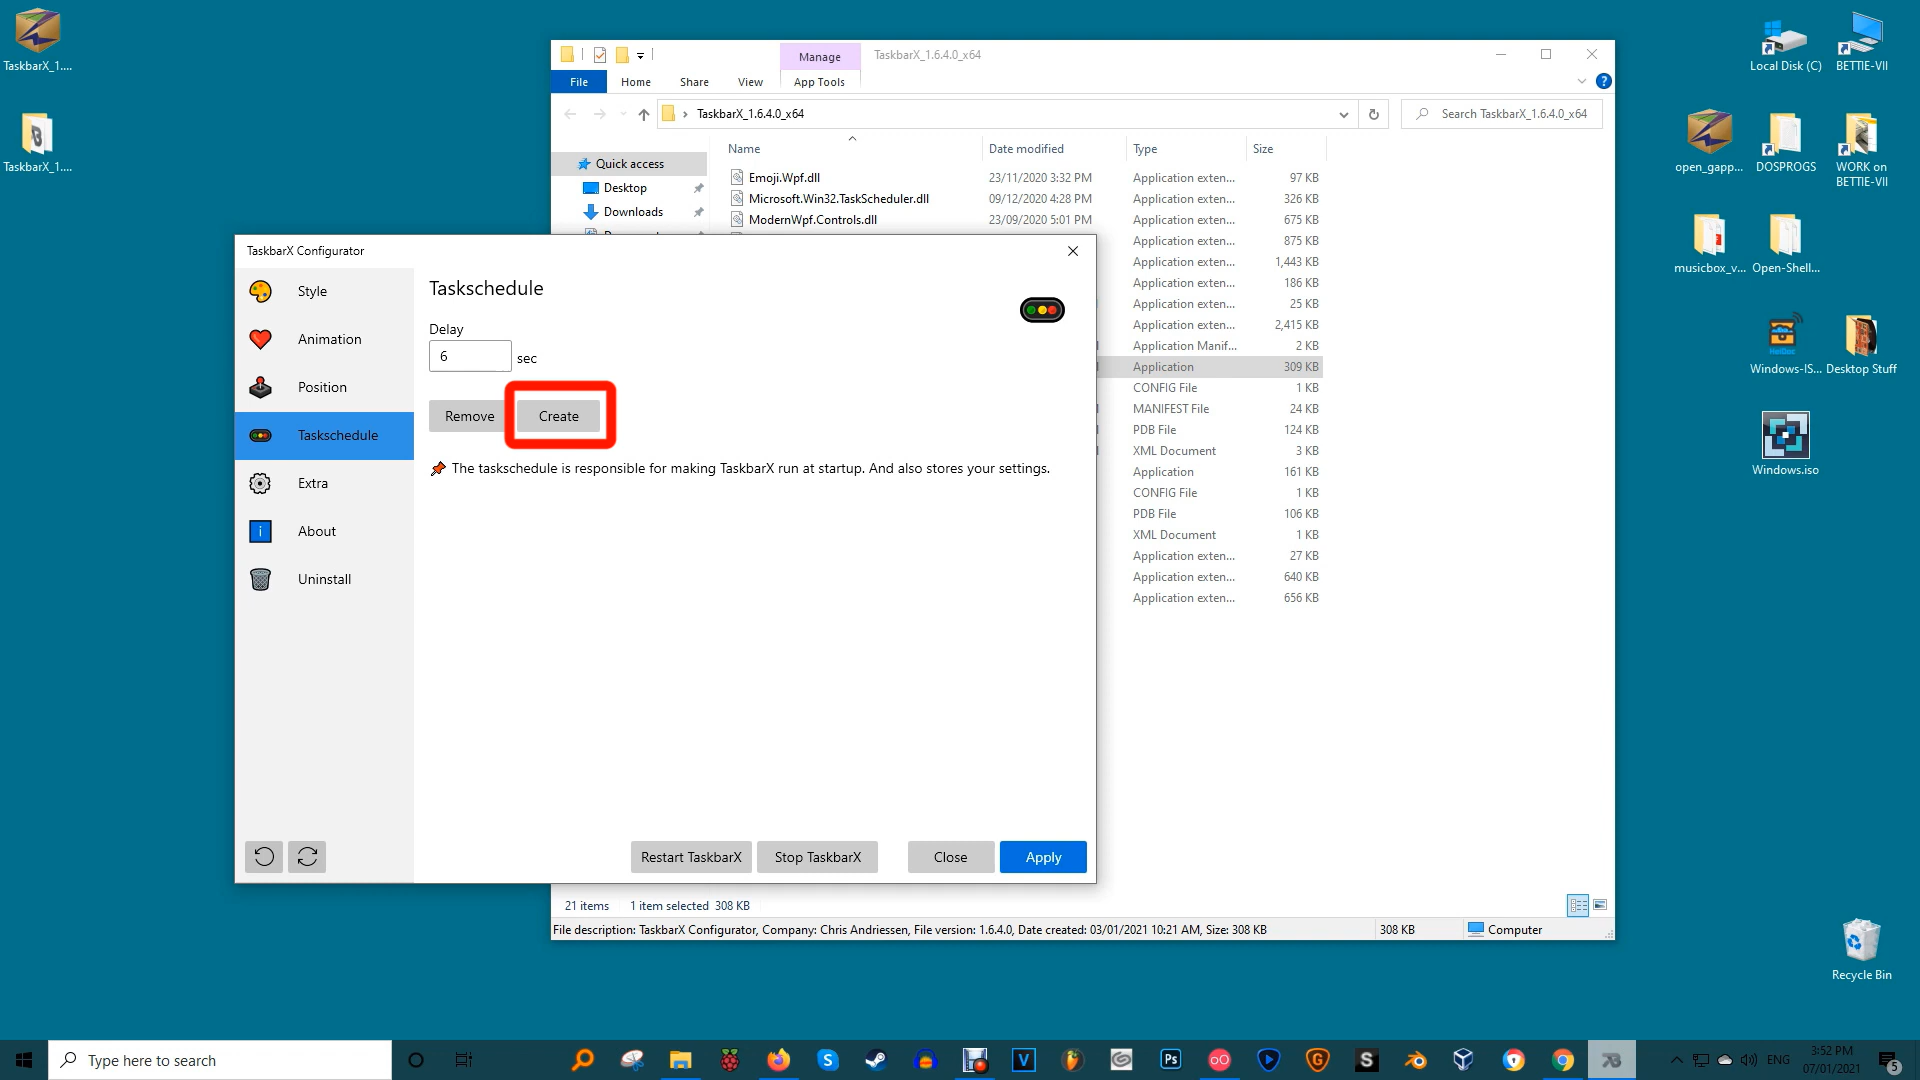 TaskbarX_1....
TaskbarX_1....
Manage
TaskbarX_1.6.4.0_x64
File
Home
Share
View
App Tools
TaskbarX_1.6.4.0_x64
Search TaskbarX_1.6.4.0_x64
Name
Date modified
Type
Size
Quick access
Desktop
Downloads
Emoji.Wpf.dll 23/11/2020 3:32 PM Application exten... 97 KB
Microsoft.Win32.TaskScheduler.dll 09/12/2020 4:28 PM Application exten... 326 KB
ModernWpf.Controls.dll 23/09/2020 5:01 PM Application exten... 675 KB
Application exten... 875 KB
Application exten... 1,443 KB
Application exten... 186 KB
Application exten... 25 KB
Application exten... 2,415 KB
Application Manif... 2 KB
Application 309 KB
CONFIG File 1 KB
MANIFEST File 24 KB
PDB File 124 KB
XML Document 3 KB
Application 161 KB
CONFIG File 1 KB
PDB File 106 KB
XML Document 1 KB
Application exten... 27 KB
Application exten... 640 KB
Application exten... 656 KB
TaskbarX Configurator
Style
Animation
Position
Taskschedule
Extra
About
Uninstall
Taskschedule
Delay
6 sec
Remove
Create
The taskschedule is responsible for making TaskbarX run at startup. And also stores your settings.
Restart TaskbarX
Stop TaskbarX
Close
Apply
21 items
1 item selected 308 KB
File description: TaskbarX Configurator, Company: Chris Andriessen, File version: 1.6.4.0, Date created: 03/01/2021 10:21 AM, Size: 308 KB
308 KB
Computer
Local Disk (C)
BETTIE-VII
open_gapp...
DOSPROGS
WORK on
BETTIE-VII
musicbox_v...
Open-Shell...
Windows-IS...
Desktop Stuff
Windows.iso
Recycle Bin
Type here to search
Ps
ENG
3:52 PM
07/01/2021
5